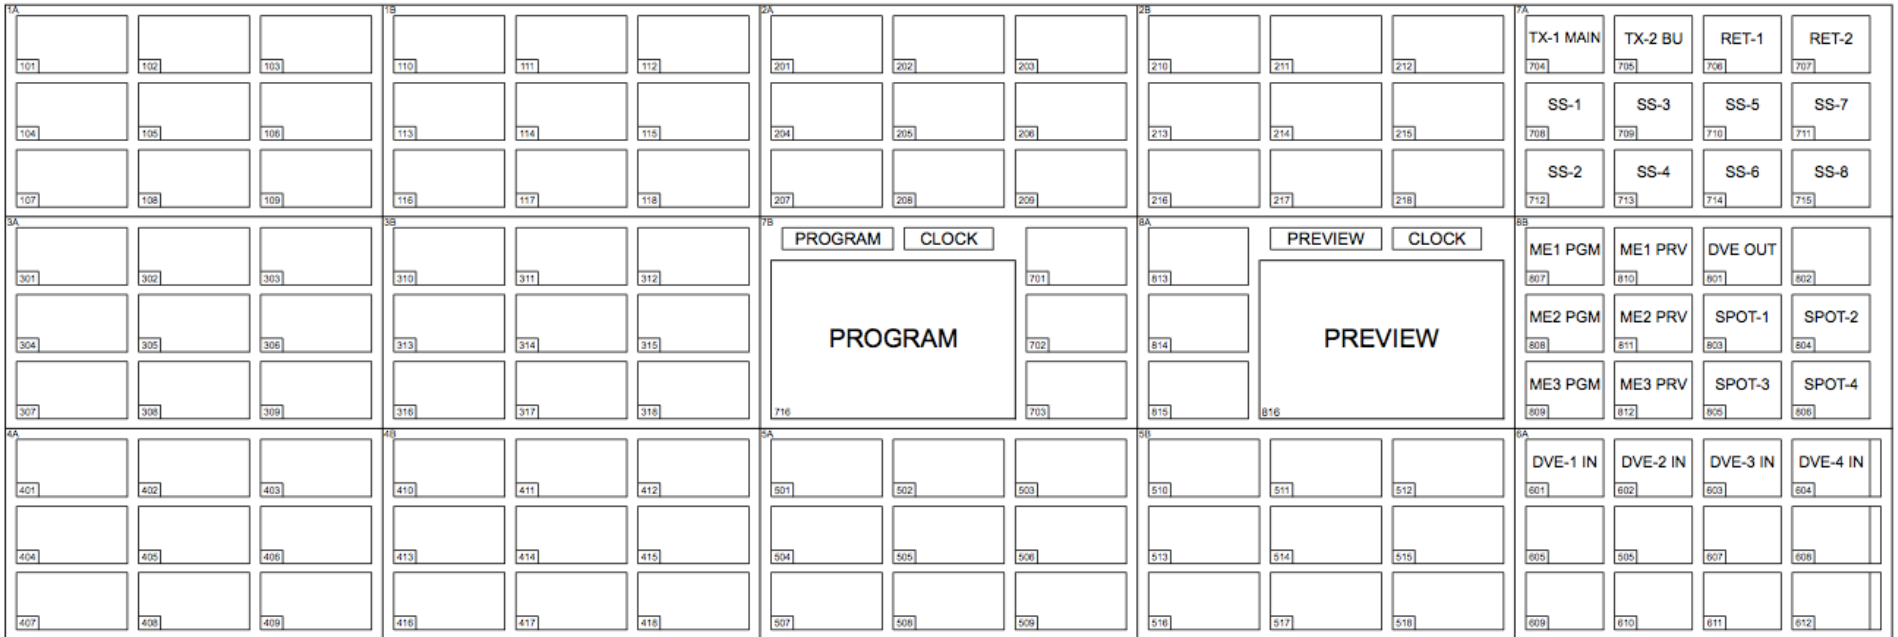 1A 1B 2A 2B 7A
TX-1 MAIN TX-2 BU RET-1 RET-2
101 102 103 110 111 112 201 202 203 210 211 212 704 705 706 707
SS-1 SS-3 SS-5 SS-7
104 105 106 113 114 115 204 205 206 213 214 215 708 709 710 711
SS-2 SS-4 SS-6 SS-8
107 108 109 116 117 118 207 208 209 216 217 218 712 713 714 715
3A 3B 7B 8A 8B
PROGRAM CLOCK PREVIEW CLOCK
ME1 PGM ME1 PRV DVE OUT
301 302 303 310 311 312 701 813 807 810 801 802
ME2 PGM ME2 PRV SPOT-1 SPOT-2
PROGRAM PREVIEW
304 305 306 313 314 315 702 814 808 811 803 804
ME3 PGM ME3 PRV SPOT-3 SPOT-4
307 308 309 316 317 318 716 703 815 816 809 812 805 806
4A 4B 5A 5B 6A
DVE-1 IN DVE-2 IN DVE-3 IN DVE-4 IN
401 402 403 410 411 412 501 502 503 510 511 512 601 602 603 604
404 405 406 413 414 415 504 505 506 513 514 515 605 505 607 608
407 408 409 416 417 418 507 508 509 516 517 518 609 610 611 612